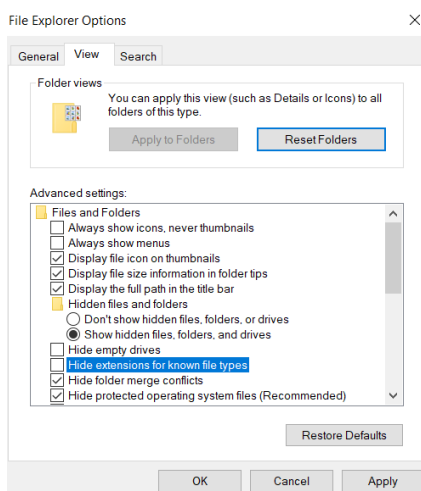 File Explorer Options
General View Search
Folder views
You can apply this view (such as Details or Icons) to all
folders of this type.
Apply to Folders Reset Folders
Advanced settings:
Files and Folders
Always show icons, never thumbnails
Always show menus
Display file icon on thumbnails
Display file size information in folder tips
Display the full path in the title bar
Hidden files and folders
Don't show hidden files, folders, or drives
Show hidden files, folders, and drives
Hide empty drives
Hide extensions for known file types
Hide folder merge conflicts
Hide protected operating system files (Recommended)
Restore Defaults
OK Cancel Apply